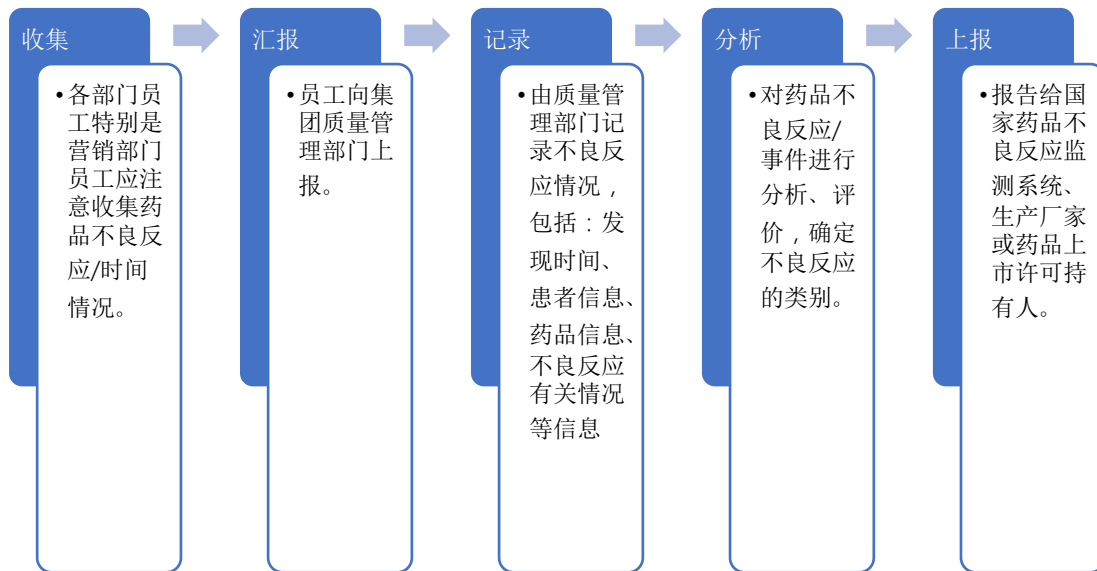 收集
•各部门员
工特别是
营销部门
员工应注
意收集药
品不良反
应/时间
情况。
汇报
•员工向集
团质量管
理部门上
报。
记录
•由质量管
理部门记
录不良反
应情况，
包括：发
现时间、
患者信息、
药品信息、
不良反应
有关情况
等信息
分析
•对药品不
良反应/
事件进行
分析、评
价，确定
不良反应
的类别。
上报
•报告给国
家药品不
良反应监
测系统、
生产厂家
或药品上
市许可持
有人。